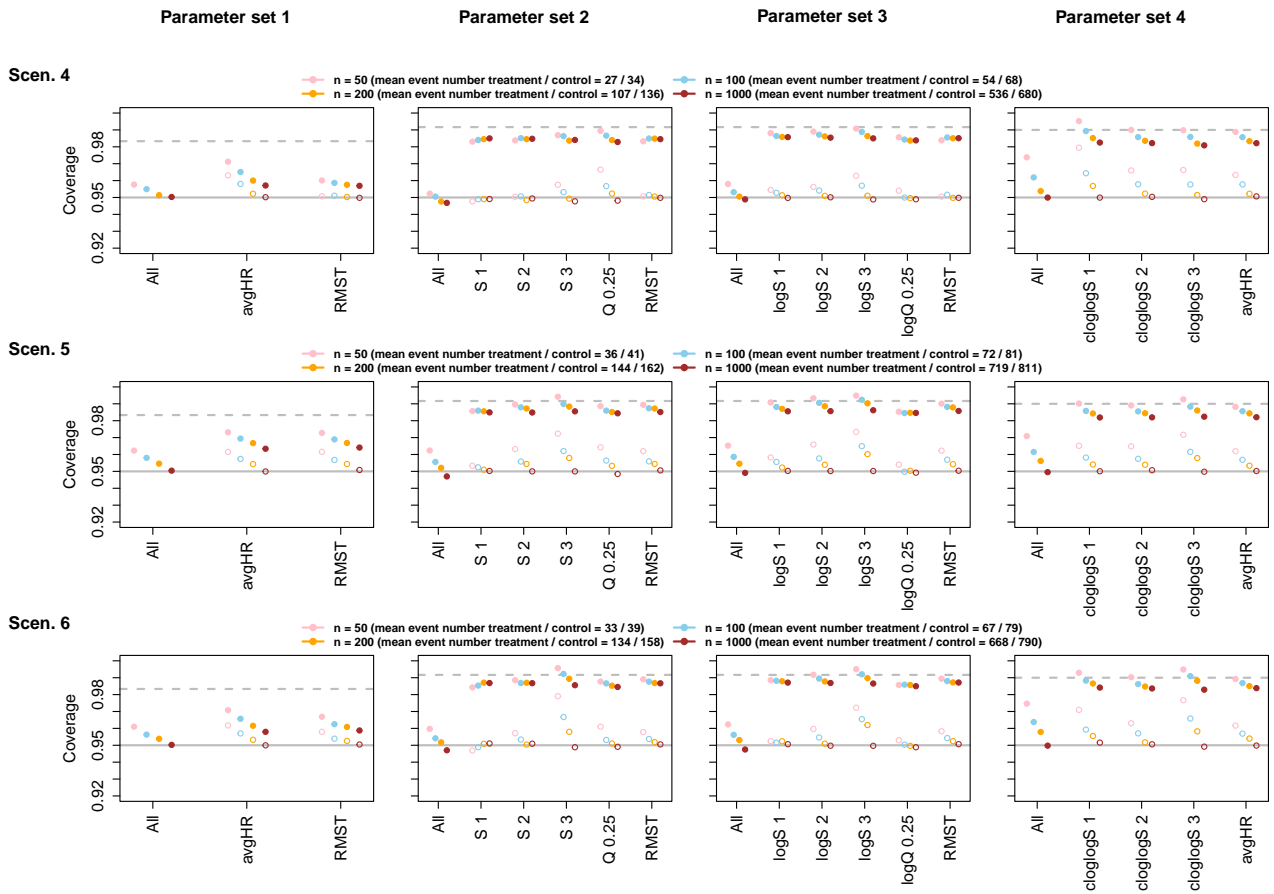 Parameter set 1 Parameter set 2 Parameter set 3 Parameter set 4
Scen. 4
n = 50 (mean event number treatment / control = 27 / 34) n = 100 (mean event number treatment / control = 54 / 68)
n = 200 (mean event number treatment / control = 107 / 136) n = 1000 (mean event number treatment / control = 536 / 680)
Coverage
0.98
0.95
0.92
All avgHR RMST
All S 1 S 2 S 3 Q 0.25 RMST
All logS 1 logS 2 logS 3 logQ 0.25 RMST
All cloglogS 1 cloglogS 2 cloglogS 3 avgHR
Scen. 5
n = 50 (mean event number treatment / control = 36 / 41) n = 100 (mean event number treatment / control = 72 / 81)
n = 200 (mean event number treatment / control = 144 / 162) n = 1000 (mean event number treatment / control = 719 / 811)
Coverage
0.98
0.95
0.92
All avgHR RMST
All S 1 S 2 S 3 Q 0.25 RMST
All logS 1 logS 2 logS 3 logQ 0.25 RMST
All cloglogS 1 cloglogS 2 cloglogS 3 avgHR
Scen. 6
n = 50 (mean event number treatment / control = 33 / 39) n = 100 (mean event number treatment / control = 67 / 79)
n = 200 (mean event number treatment / control = 134 / 158) n = 1000 (mean event number treatment / control = 668 / 790)
Coverage
0.98
0.95
0.92
All avgHR RMST
All S 1 S 2 S 3 Q 0.25 RMST
All logS 1 logS 2 logS 3 logQ 0.25 RMST
All cloglogS 1 cloglogS 2 cloglogS 3 avgHR